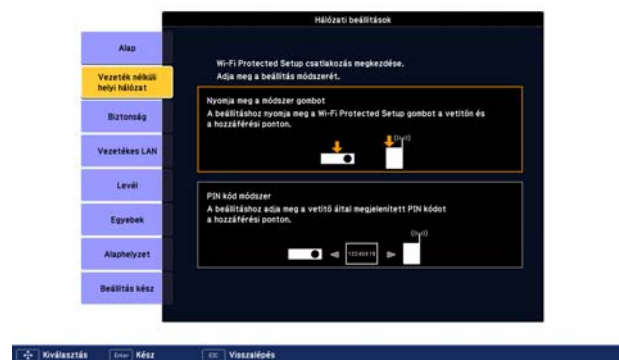 Hálózati beállítások
Alap
Vezeték nélküli
helyi hálózat
Biztonság
Vezetékes LAN
Levél
Egyebek
Alaphelyzet
Beállítás kész
Wi-Fi Protected Setup csatlakozás megkezdése.
Adja meg a beállítás módszerét.
Nyomja meg a módszer gombot
A beállításhoz nyomja meg a Wi-Fi Protected Setup gombot a vetítőn és
a hozzáférési ponton.
PIN kód módszer
A beállításhoz adja meg a vetítő által megjelenített PIN kódot
a hozzáférési ponton.
Kiválasztás Enter Kész ESC Visszalépés